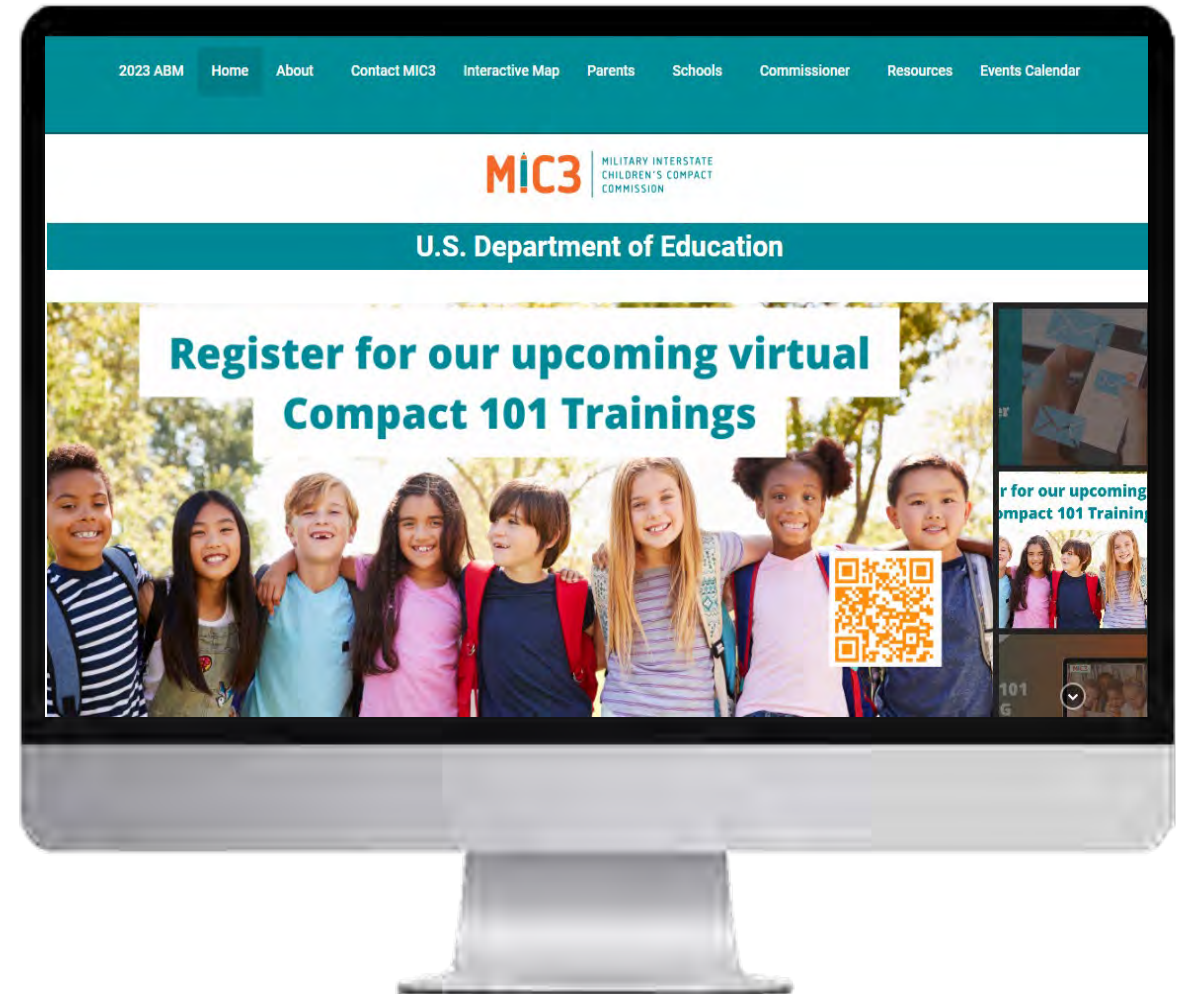 2023 ABM Home About Contact MIC3 Interactive Map Parents Schools Commissioner Resources Events Calendar
MIC3
MILITARY INTERSTATE
CHILDREN'S COMPACT
COMMISSION
U.S. Department of Education
Register for our upcoming virtual
Compact 101 Trainings
er
r for our upcoming
ompact 101 Training
MIC3
101
G